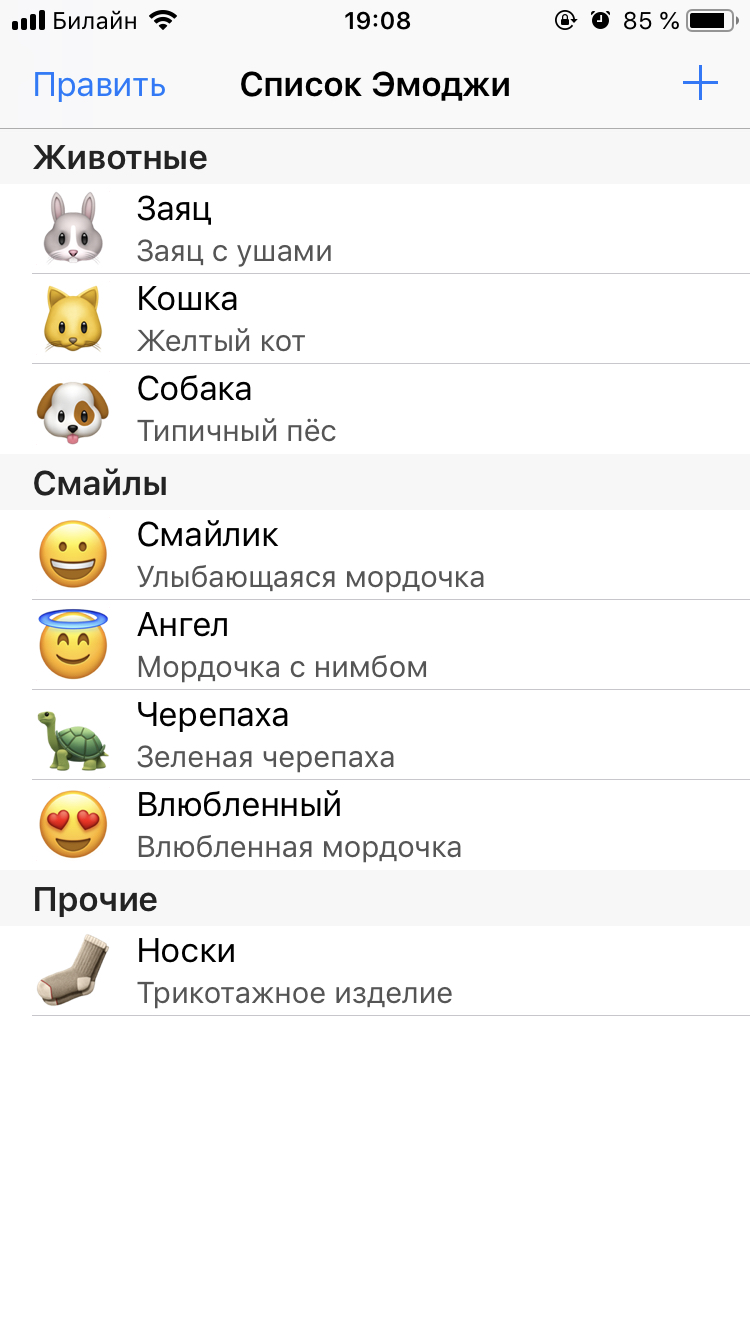 Билайн 19:08 85 %
Править Список Эмоджи
Животные
Заяц
Заяц с ушами
Кошка
Желтый кот
Собака
Типичный пёс
Смайлы
Смайлик
Улыбающаяся мордочка
Ангел
Мордочка с нимбом
Черепаха
Зеленая черепаха
Влюбленный
Влюбленная мордочка
Прочие
Носки
Трикотажное изделие